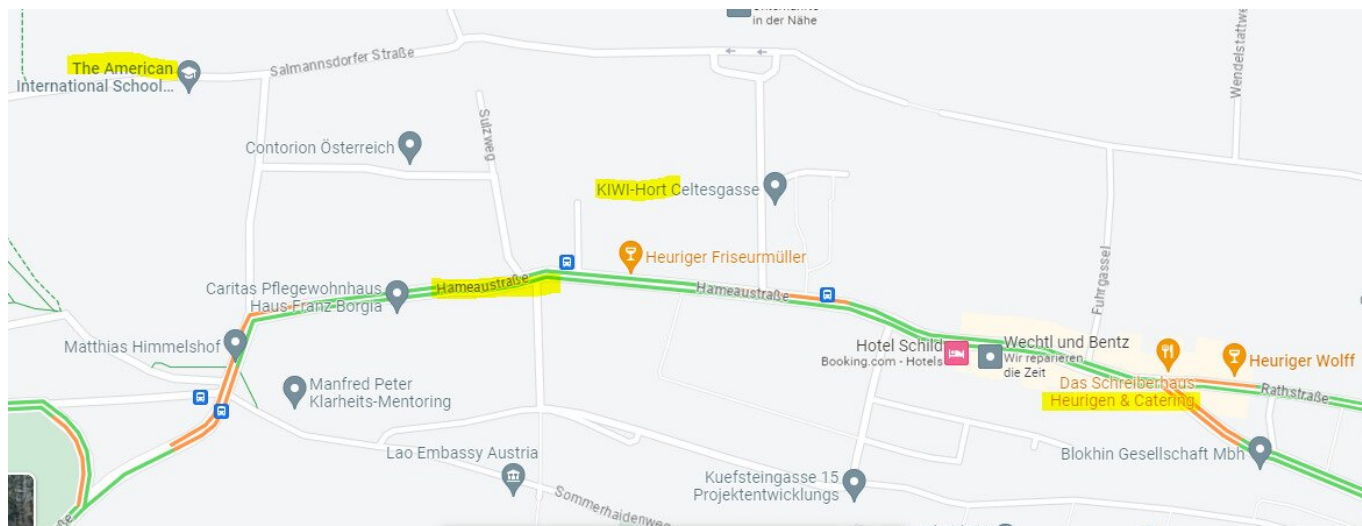 in der Nähe
The American
International School...
Salmannsdorfer Straße
Wendelstattwe
Sulzweg
Contorion Österreich
KIWI-Hort Celtesgasse
Heuriger Friseurmüller
Caritas Pflegewohnhaus
Haus Franz Borgia
Hameaustraße
Hameaustraße
Fuhrgassel
Matthias Himmelshof
Hotel Schild
Booking.com - Hotels
Wechtl und Bentz
Wir reparieren
die Zeit
Heuriger Wolff
Das Schreiberhaus
Heurigen & Catering
Rathstraße
Manfred Peter
Klarheits-Mentoring
Lao Embassy Austria
Blokhin Gesellschaft Mbh
Kuefsteingasse 15
Projektentwicklungs
Sommerhaidenweg